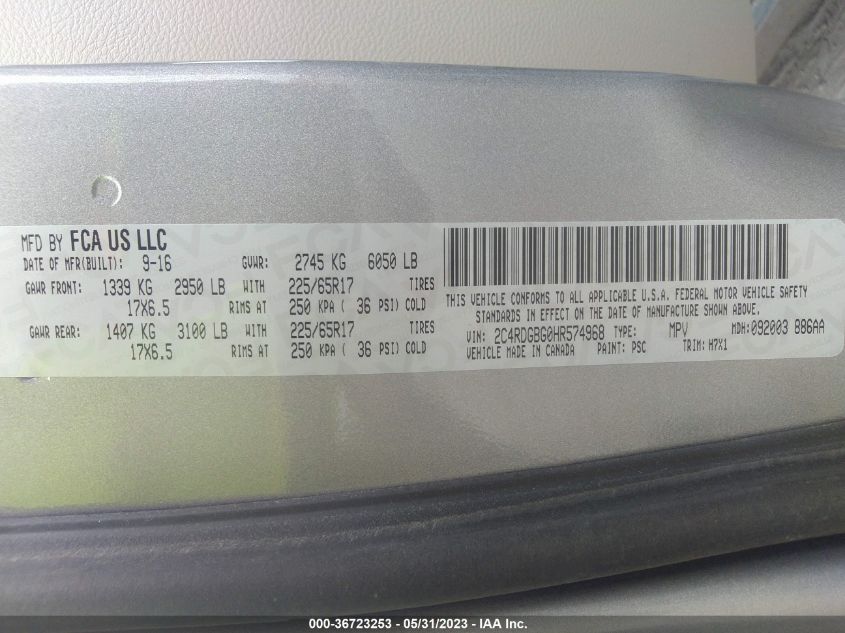 MFD BY FCA US LLC
DATE OF MFR(BUILT): 9-16 GVWR: 2745 KG 6050 LB
GAWR FRONT: 1339 KG 2950 LB WITH 225/65R17 TIRES
17X6.5 RIMS AT 250 KPA ( 36 PSI) COLD
GAWR REAR: 1407 KG 3100 LB WITH 225/65R17 TIRES
17X6.5 RIMS AT 250 KPA ( 36 PSI) COLD
THIS VEHICLE CONFORMS TO ALL APPLICABLE U.S.A. FEDERAL MOTOR VEHICLE SAFETY
STANDARDS IN EFFECT ON THE DATE OF MANUFACTURE SHOWN ABOVE.
VIN: 2C4RDGBG0HR574968 TYPE: MPV MDH:092003 886AA
VEHICLE MADE IN CANADA PAINT: PSC TRIM: H7X1
000-36723253 - 05/31/2023 - © IAA Inc.